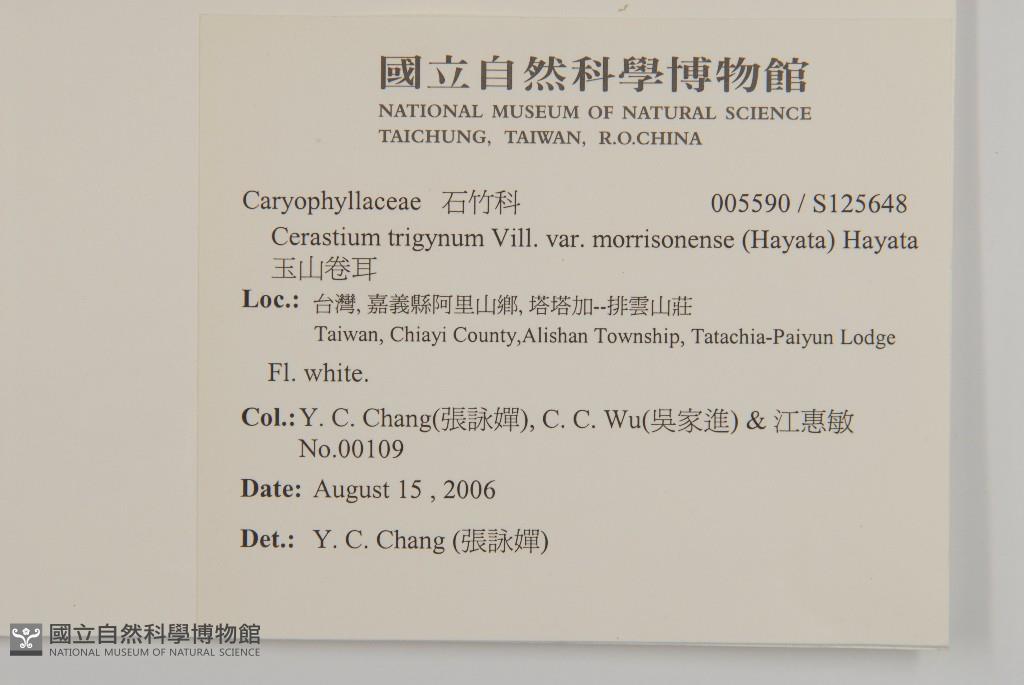 國立自然科學博物館
NATIONAL MUSEUM OF NATURAL SCIENCE
TAICHUNG, TAIWAN, R.O.CHINA
Caryophyllaceae 石竹科 005590 / S125648
Cerastium trigynum Vill. var. morrisonense (Hayata) Hayata
玉山卷耳
Loc.: 台灣, 嘉義縣阿里山鄉, 塔塔加--排雲山莊
Taiwan, Chiayi County,Alishan Township, Tatachia-Paiyun Lodge
Fl. white.
Col.: Y. C. Chang(張詠嬋), C. C. Wu(吳家進) & 江惠敏
No.00109
Date: August 15 , 2006
Det.: Y. C. Chang (張詠嬋)
國立自然科學博物館
NATIONAL MUSEUM OF NATURAL SCIENCE